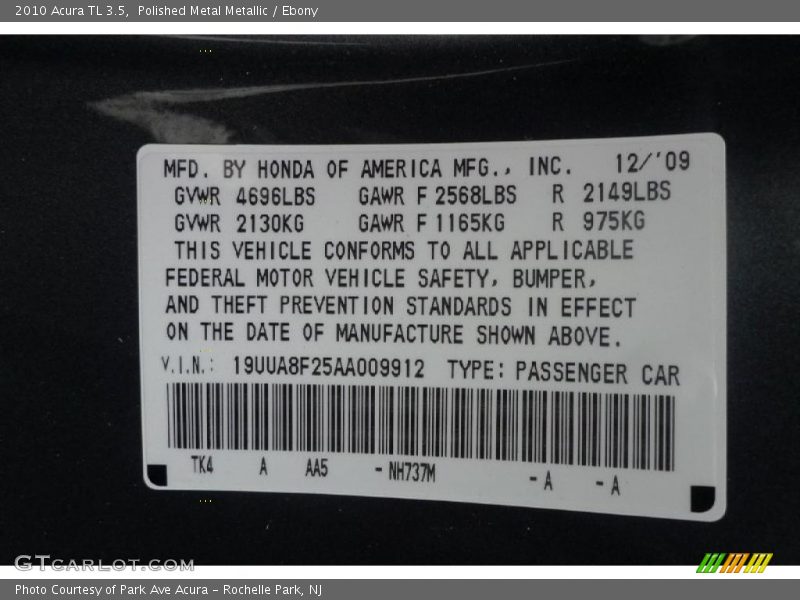 2010 Acura TL 3.5,  Polished Metal Metallic / Ebony
MFD. BY HONDA OF AMERICA MFG., INC. 12/'09
GVWR 4696LBS GAWR F 2568LBS R 2149LBS
GVWR 2130KG GAWR F 1165KG R 975KG
THIS VEHICLE CONFORMS TO ALL APPLICABLE
FEDERAL MOTOR VEHICLE SAFETY, BUMPER,
AND THEFT PREVENTION STANDARDS IN EFFECT
ON THE DATE OF MANUFACTURE SHOWN ABOVE.
V.I.N.: 19UUA8F25AA009912 TYPE: PASSENGER CAR
TK4 A AA5 -NH737M -A -A
GTCARLOT.COM
Photo Courtesy of Park Ave Acura - Rochelle Park, NJ